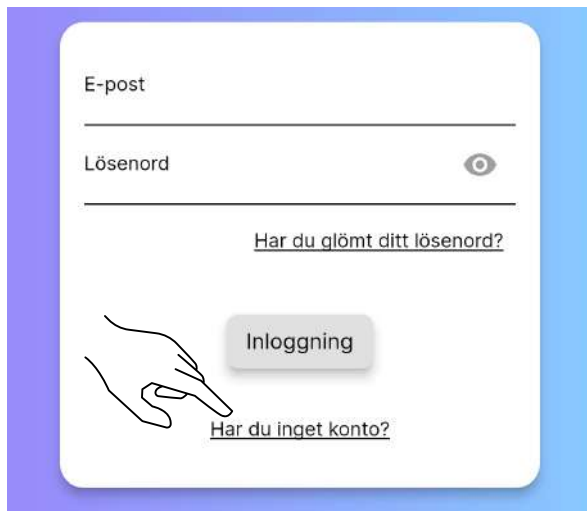 E-post
Lösenord
Har du glömt ditt lösenord?
Inloggning
Har du inget konto?